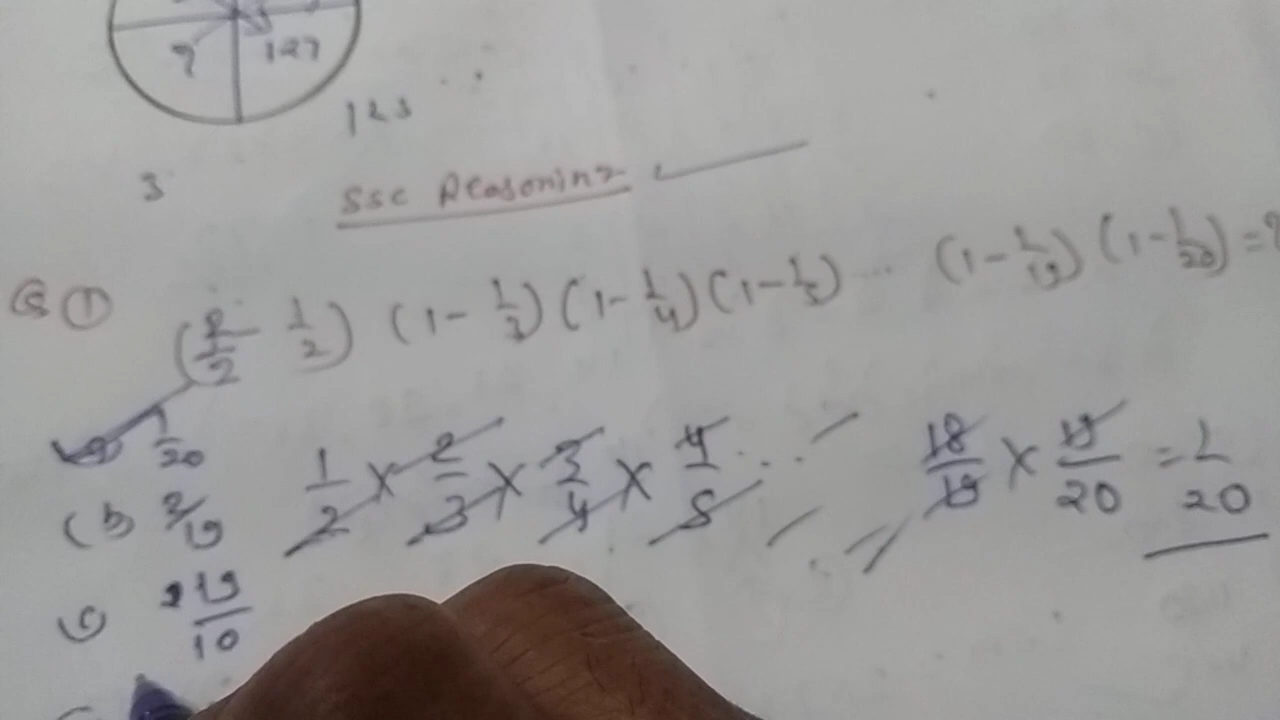 ? 127
123
3
SSC Reasoning
Q ① (2/2 1/2) (1 - 1/3) (1 - 1/4) (1 - 1/5) ... (1 - 1/19) (1 - 1/20) = ?
1/20
1/2 × 2/3 × 3/4 × 4/5 ... 18/19 × 19/20 = 1/20
(b) 2/19
(c) 19/10